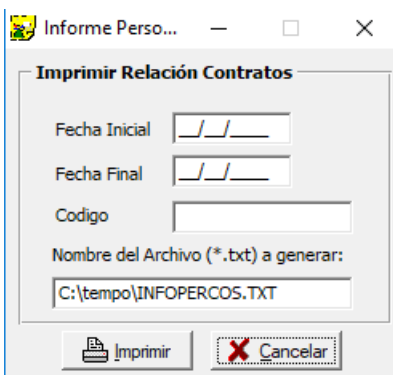 Informe Perso...
Imprimir Relación Contratos
Fecha Inicial __/__/____
Fecha Final __/__/____
Codigo
Nombre del Archivo (*.txt) a generar:
C:\tempo\INFOPERCOS.TXT
Imprimir Cancelar